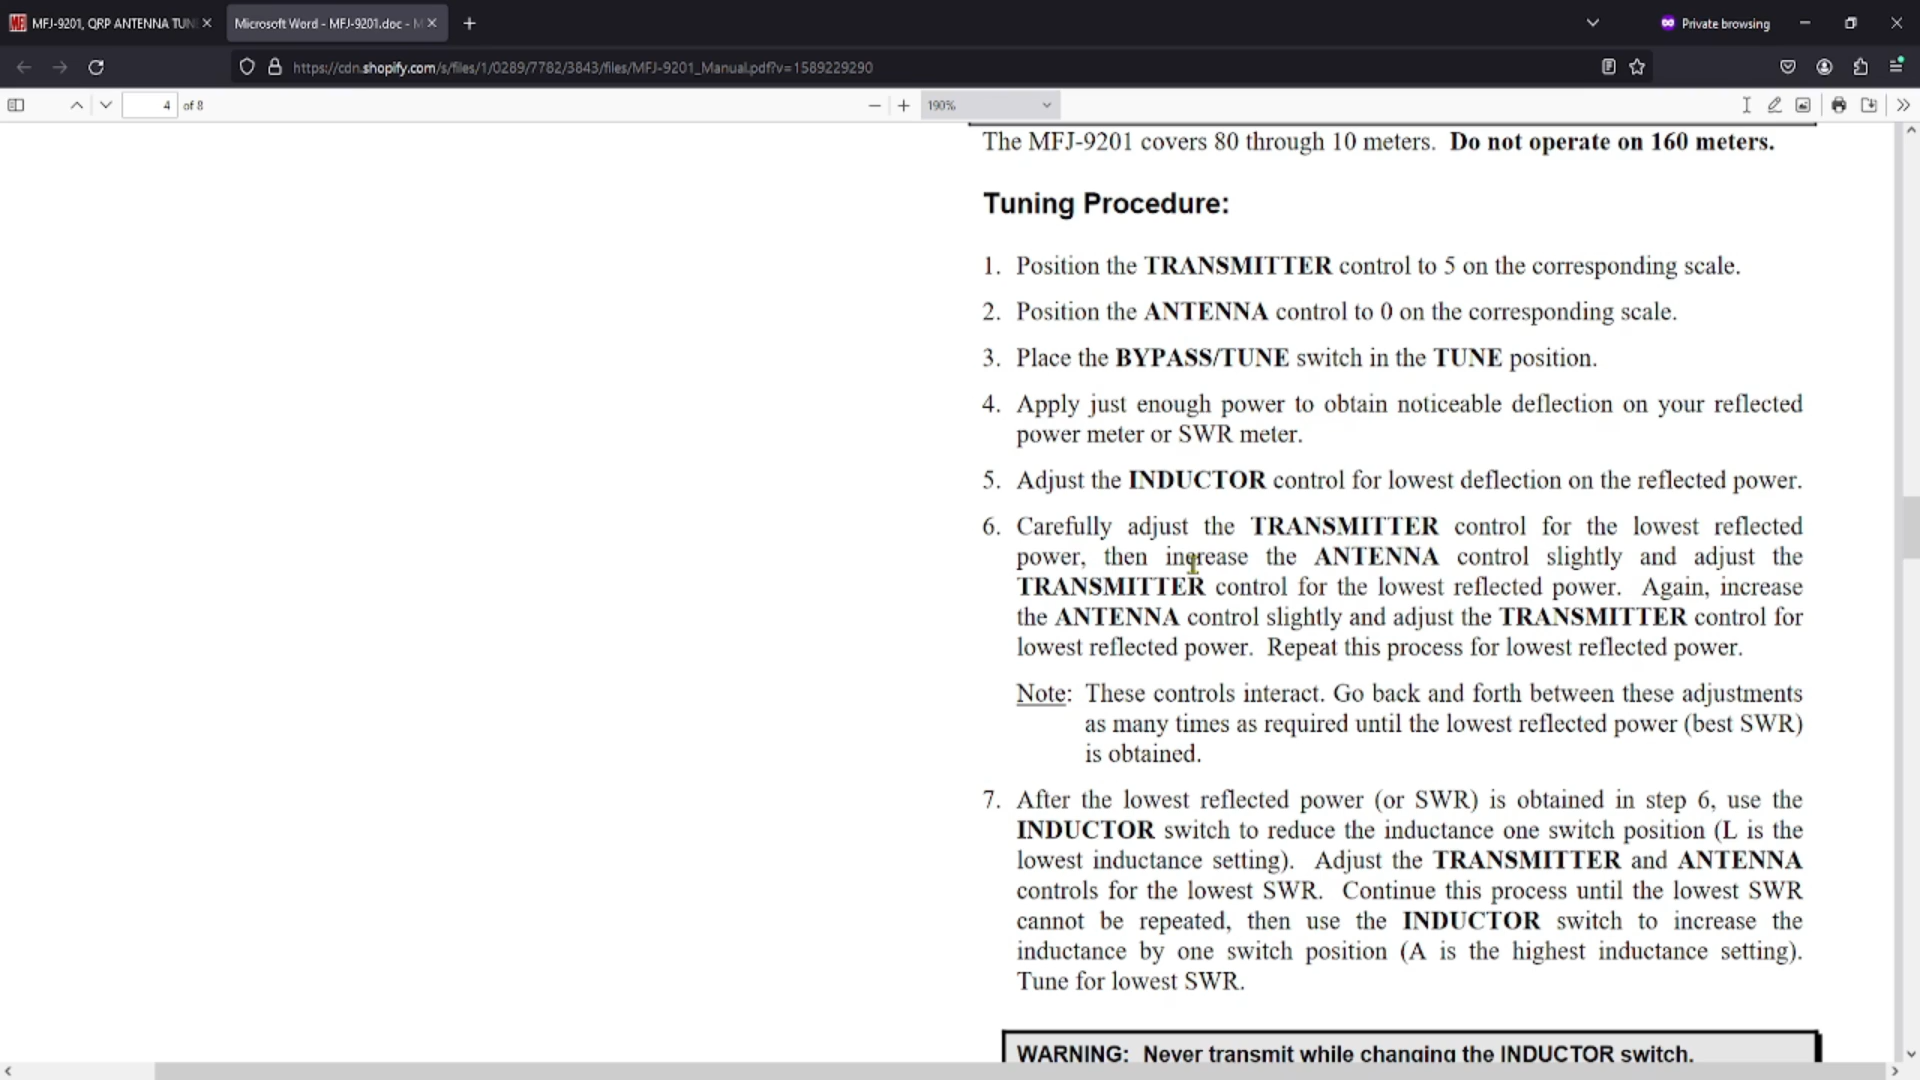 MFJ-9201, QRP ANTENNA TUN
Microsoft Word - MFJ-9201.doc - M
Private browsing
https://cdn.shopify.com/s/files/1/0289/7782/3843/files/MFJ-9201_Manual.pdf?v=1589229290
4 of 8
190%
The MFJ-9201 covers 80 through 10 meters. Do not operate on 160 meters.
Tuning Procedure:
1. Position the TRANSMITTER control to 5 on the corresponding scale.
2. Position the ANTENNA control to 0 on the corresponding scale.
3. Place the BYPASS/TUNE switch in the TUNE position.
4. Apply just enough power to obtain noticeable deflection on your reflected
power meter or SWR meter.
5. Adjust the INDUCTOR control for lowest deflection on the reflected power.
6. Carefully adjust the TRANSMITTER control for the lowest reflected
power, then increase the ANTENNA control slightly and adjust the
TRANSMITTER control for the lowest reflected power. Again, increase
the ANTENNA control slightly and adjust the TRANSMITTER control for
lowest reflected power. Repeat this process for lowest reflected power.
Note: These controls interact. Go back and forth between these adjustments
as many times as required until the lowest reflected power (best SWR)
is obtained.
7. After the lowest reflected power (or SWR) is obtained in step 6, use the
INDUCTOR switch to reduce the inductance one switch position (L is the
lowest inductance setting). Adjust the TRANSMITTER and ANTENNA
controls for the lowest SWR. Continue this process until the lowest SWR
cannot be repeated, then use the INDUCTOR switch to increase the
inductance by one switch position (A is the highest inductance setting).
Tune for lowest SWR.
WARNING: Never transmit while changing the INDUCTOR switch.